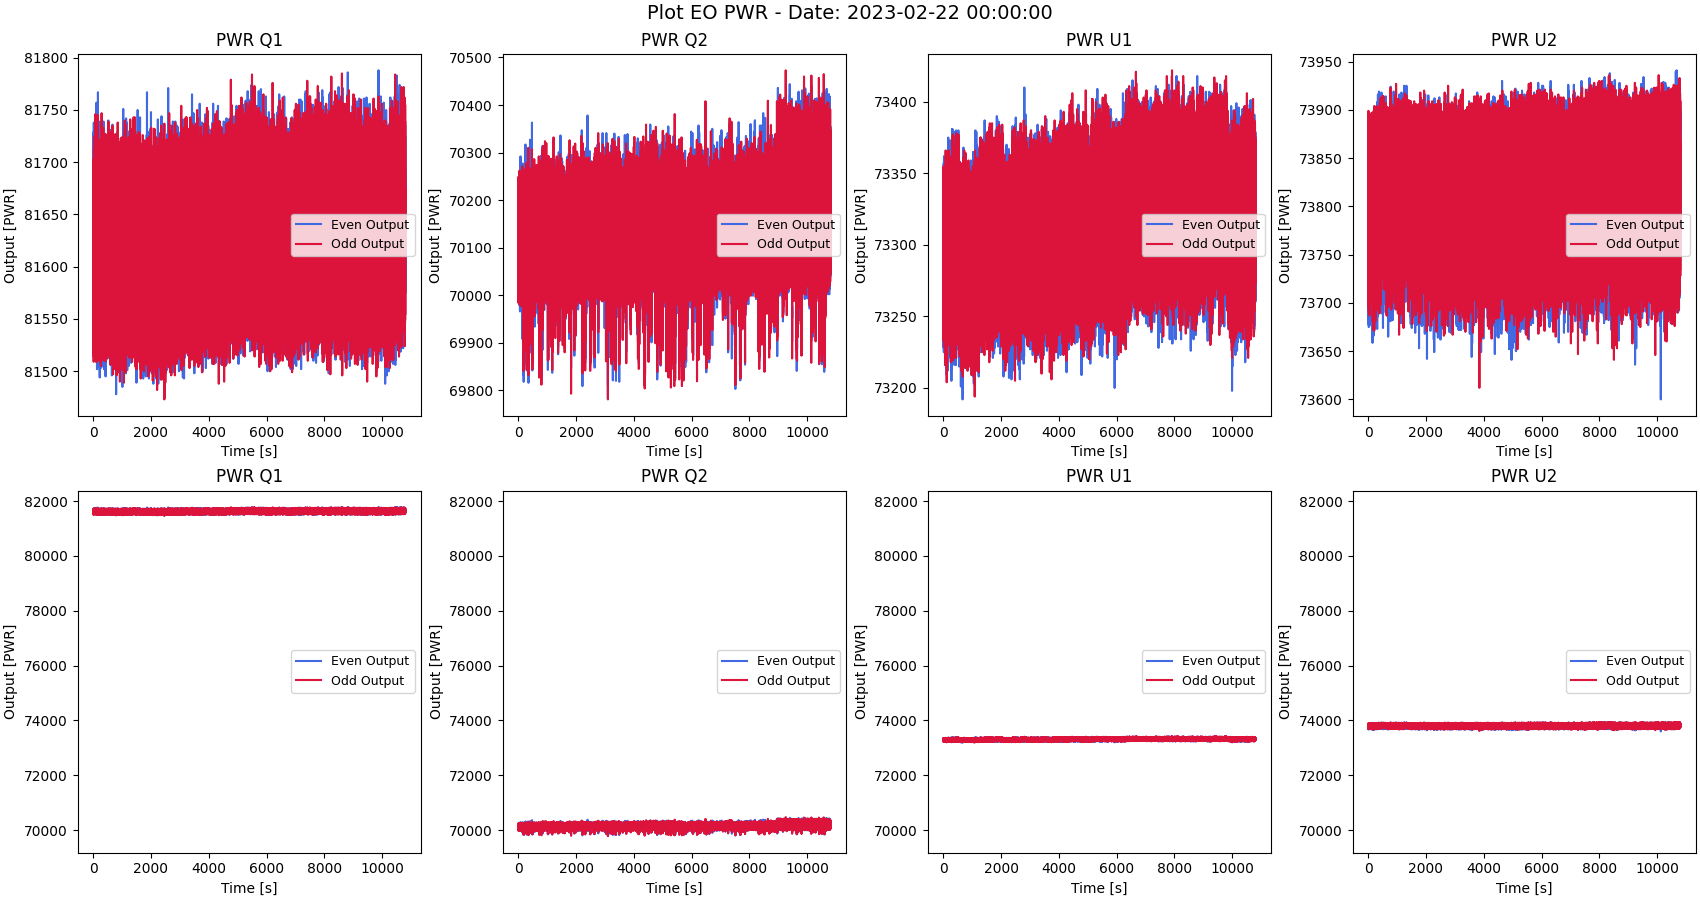 Plot EO PWR - Date: 2023-02-22 00:00:00
PWR Q1
81800
81750
81700
81650
81600
81550
81500
Output [PWR]
Even Output
Odd Output
0 2000 4000 6000 8000 10000
Time [s]
PWR Q2
70500
70400
70300
70200
70100
70000
69900
69800
Output [PWR]
Even Output
Odd Output
0 2000 4000 6000 8000 10000
Time [s]
PWR U1
73400
73350
73300
73250
73200
Output [PWR]
Even Output
Odd Output
0 2000 4000 6000 8000 10000
Time [s]
PWR U2
73950
73900
73850
73800
73750
73700
73650
73600
Output [PWR]
Even Output
Odd Output
0 2000 4000 6000 8000 10000
Time [s]
PWR Q1
82000
80000
78000
76000
74000
72000
70000
Output [PWR]
Even Output
Odd Output
0 2000 4000 6000 8000 10000
Time [s]
PWR Q2
82000
80000
78000
76000
74000
72000
70000
Output [PWR]
Even Output
Odd Output
0 2000 4000 6000 8000 10000
Time [s]
PWR U1
82000
80000
78000
76000
74000
72000
70000
Output [PWR]
Even Output
Odd Output
0 2000 4000 6000 8000 10000
Time [s]
PWR U2
82000
80000
78000
76000
74000
72000
70000
Output [PWR]
Even Output
Odd Output
0 2000 4000 6000 8000 10000
Time [s]